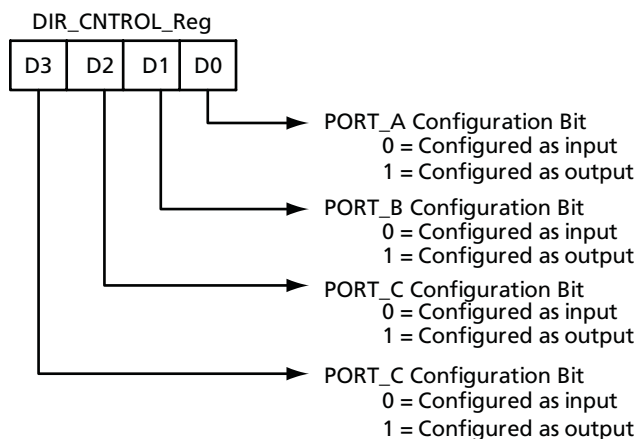 DIR_CNTROL_Reg
D3 D2 D1 D0
PORT_A Configuration Bit
0 = Configured as input
1 = Configured as output
PORT_B Configuration Bit
0 = Configured as input
1 = Configured as output
PORT_C Configuration Bit
0 = Configured as input
1 = Configured as output
PORT_C Configuration Bit
0 = Configured as input
1 = Configured as output